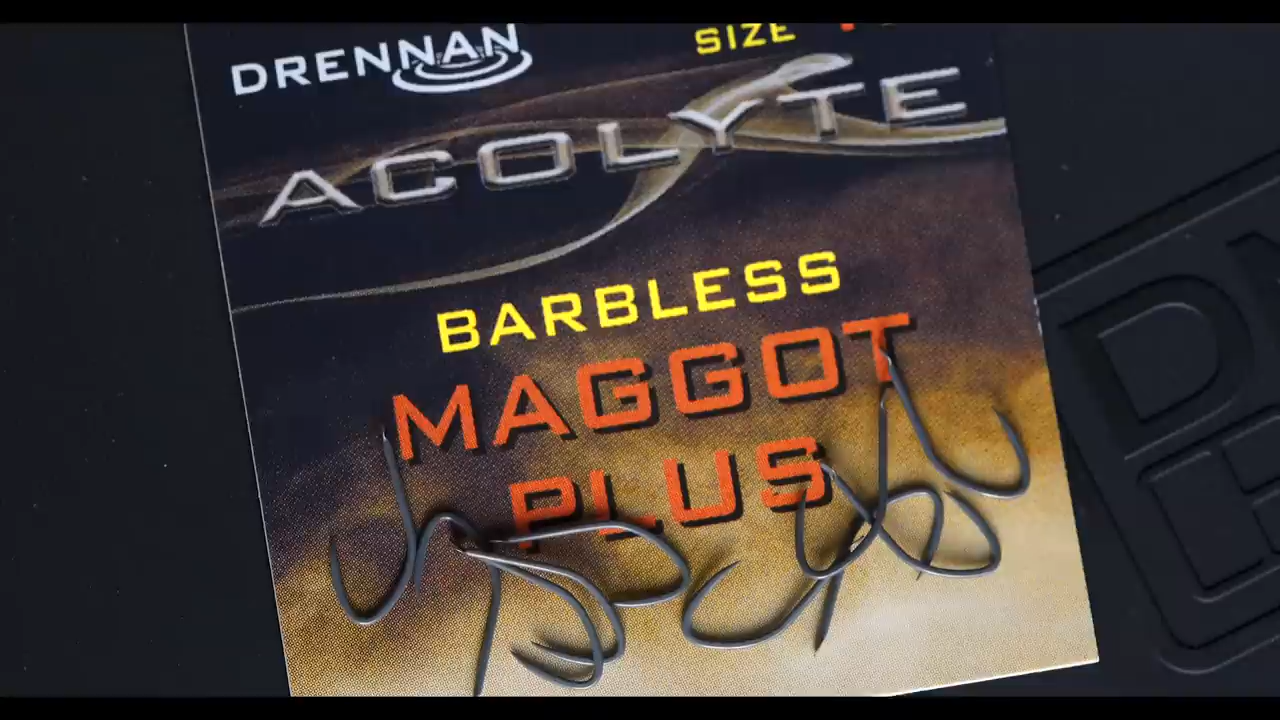 DRENNAN
SIZE
ACOLYTE
BARBLESS
MAGGOT
PLUS